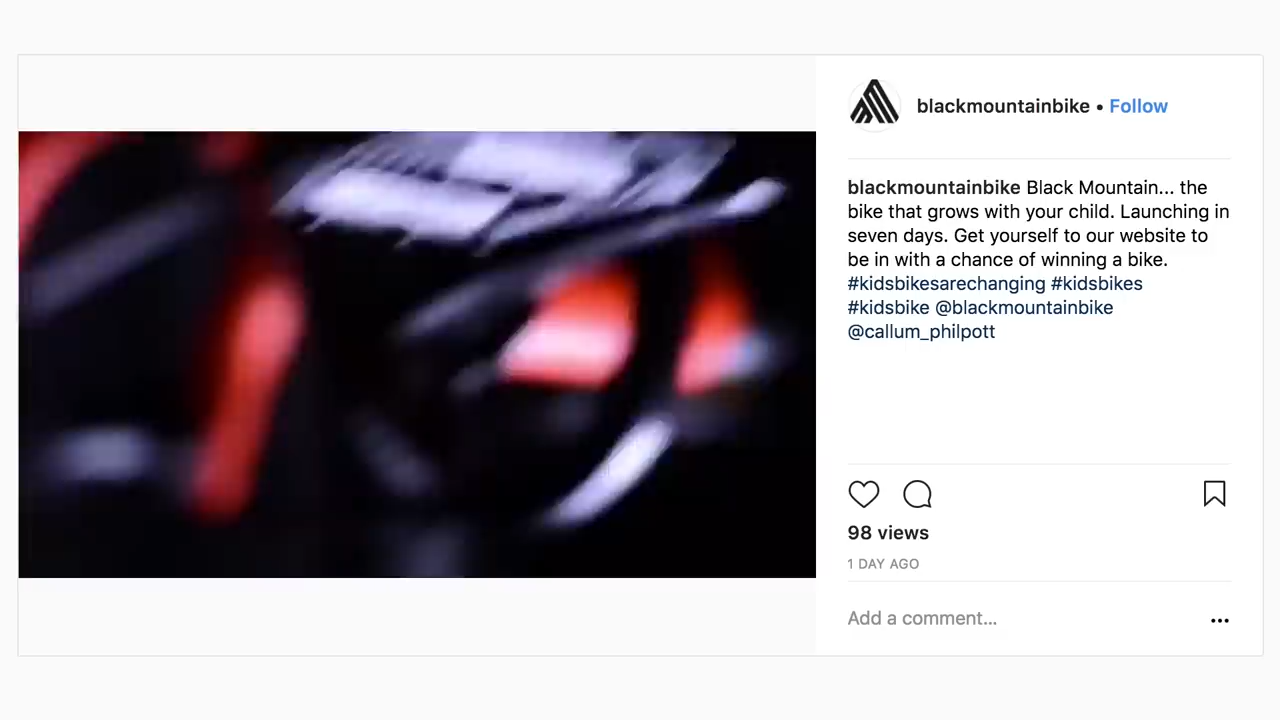 blackmountainbike • Follow
blackmountainbike Black Mountain... the
bike that grows with your child. Launching in
seven days. Get yourself to our website to
be in with a chance of winning a bike.
#kidsbikesarechanging #kidsbikes
#kidsbike @blackmountainbike
@callum_philpott
98 views
1 DAY AGO
Add a comment...